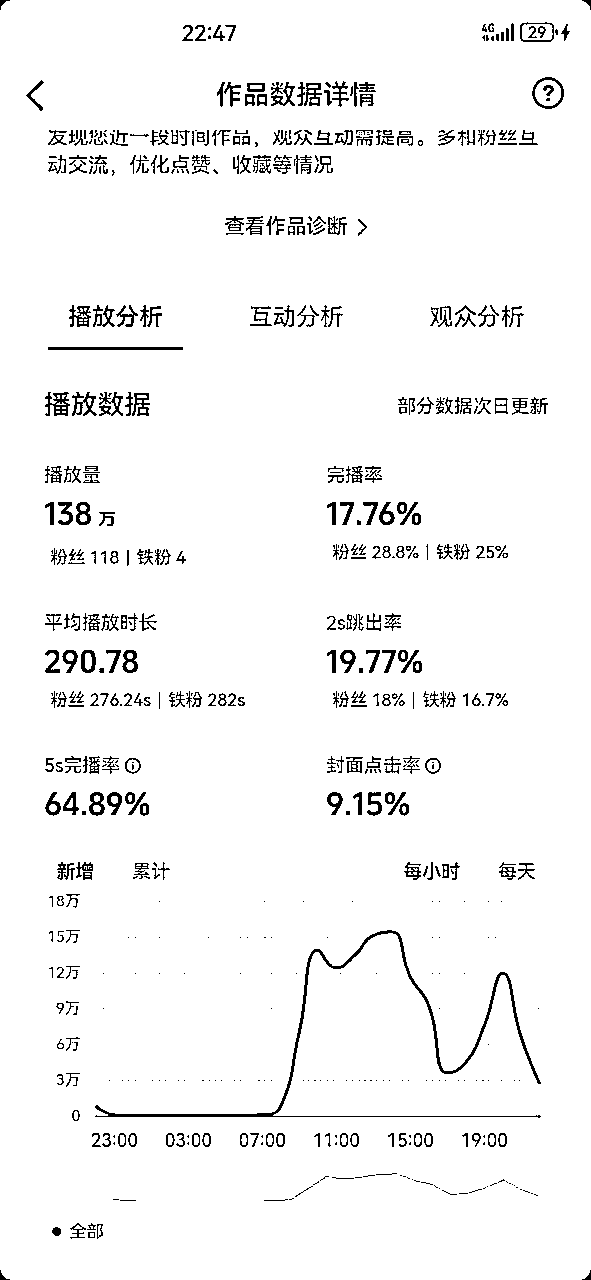 22:47
4G
29
作品数据详情
发现您近一段时间作品，观众互动需提高。多和粉丝互
动交流，优化点赞、收藏等情况
查看作品诊断
播放分析 互动分析 观众分析
播放数据 部分数据次日更新
播放量 完播率
138 万 17.76%
粉丝 118 | 铁粉 4 粉丝 28.8% | 铁粉 25%
平均播放时长 2s跳出率
290.78 19.77%
粉丝 276.24s | 铁粉 282s 粉丝 18% | 铁粉 16.7%
5s完播率 封面点击率
64.89% 9.15%
新增 累计 每小时 每天
18万
15万
12万
9万
6万
3万
0
23:00 03:00 07:00 11:00 15:00 19:00
全部